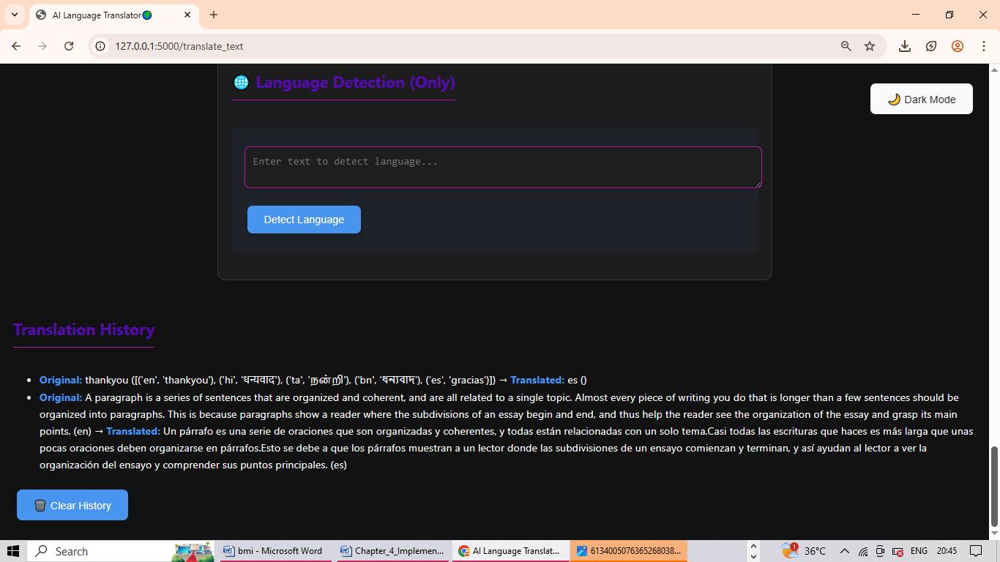 AI Language Translator
127.0.0.1:5000/translate_text
Language Detection (Only)
Dark Mode
Enter text to detect language...
Detect Language
Translation History
Original: thankyou ([('en', 'thankyou'), ('hi', 'धन्यवाद'), ('ta', 'நன்றி'), ('bn', 'ধন্যবাদ'), ('es', 'gracias')]) → Translated: es ()
Original: A paragraph is a series of sentences that are organized and coherent, and are all related to a single topic. Almost every piece of writing you do that is longer than a few sentences should be
organized into paragraphs. This is because paragraphs show a reader where the subdivisions of an essay begin and end, and thus help the reader see the organization of the essay and grasp its main
points. (en) → Translated: Un párrafo es una serie de oraciones que son organizadas y coherentes, y todas están relacionadas con un solo tema.Casi todas las escrituras que haces es más larga que unas
pocas oraciones deben organizarse en párrafos.Esto se debe a que los párrafos muestran a un lector donde las subdivisiones de un ensayo comienzan y terminan, y así ayudan al lector a ver la
organización del ensayo y comprender sus puntos principales. (es)
Clear History
Search
bmi - Microsoft Word
Chapter_4_Implemen...
AI Language Translat...
6134005076365268038...
1
36°C
ENG
20:45